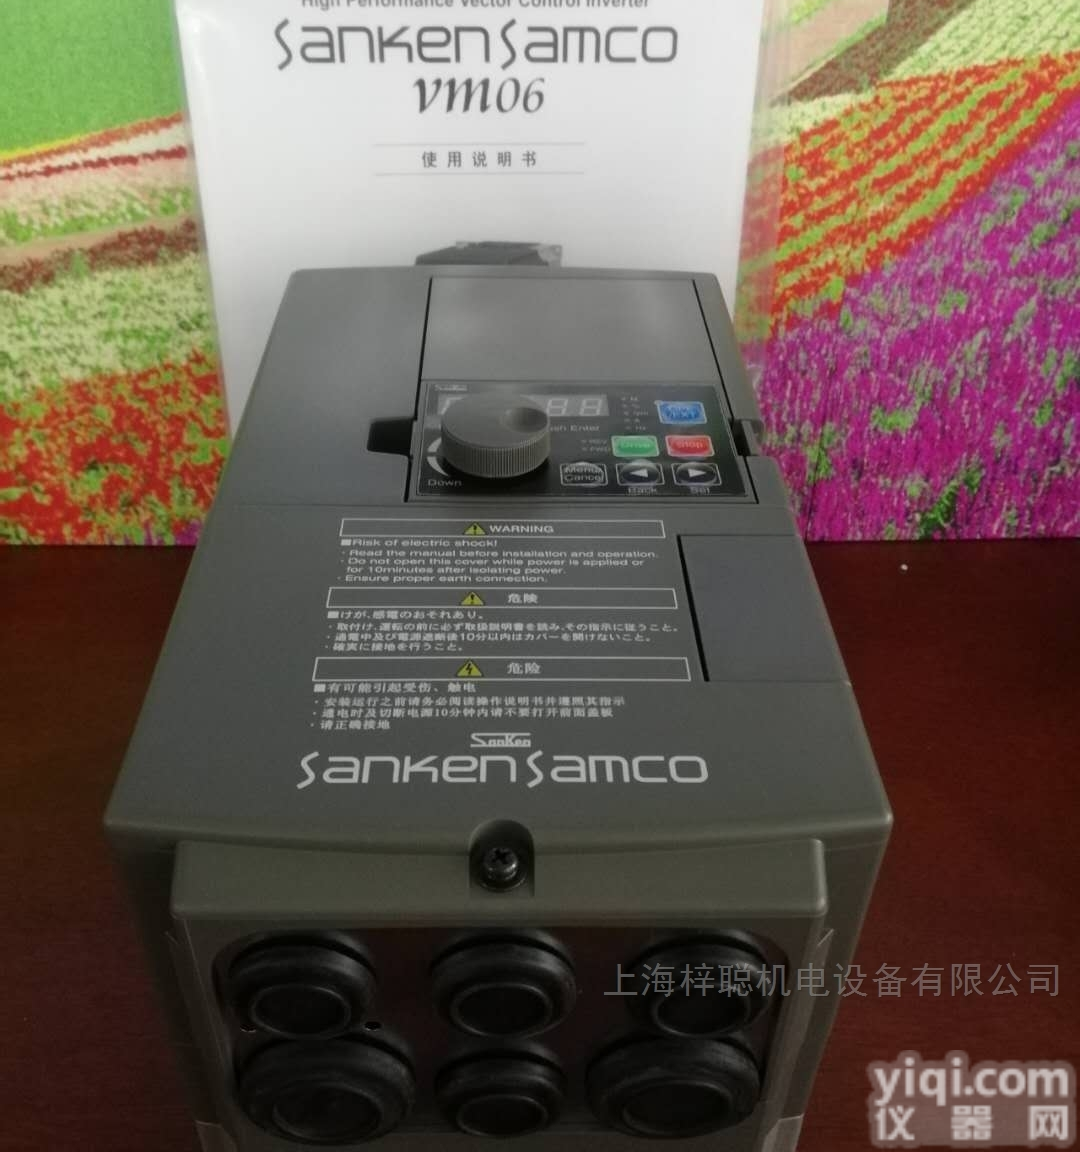 High Performance Vector Control Inverter
Sanken Samco
VM06
使用说明书
Sanken
Push Enter
Drive
Stop
REV
FWD
Menu/
Cancel
Down
Back
Set
WARNING
■Risk of electric shock!
・Read the manual before installation and operation.
・Do not open this cover while power is applied or
for 10minutes after isolating power.
・Ensure proper earth connection.
危険
■けが、感電のおそれあり。
・取付け、運転の前に必ず取扱説明書を読み、その指示に従うこと。
・通電中及び電源遮断後10分以内はカバーを開けないこと。
・確実に接地を行うこと。
危险
■有可能引起受伤、触电
・安装运行之前请务必阅读操作说明书并遵照其指示
・通电时及切断电源10分钟内请不要打开前面盖板
・请正确接地
Sanken
Sanken Samco
上海梓聪机电设备有限公司
yiqi.com
仪器网